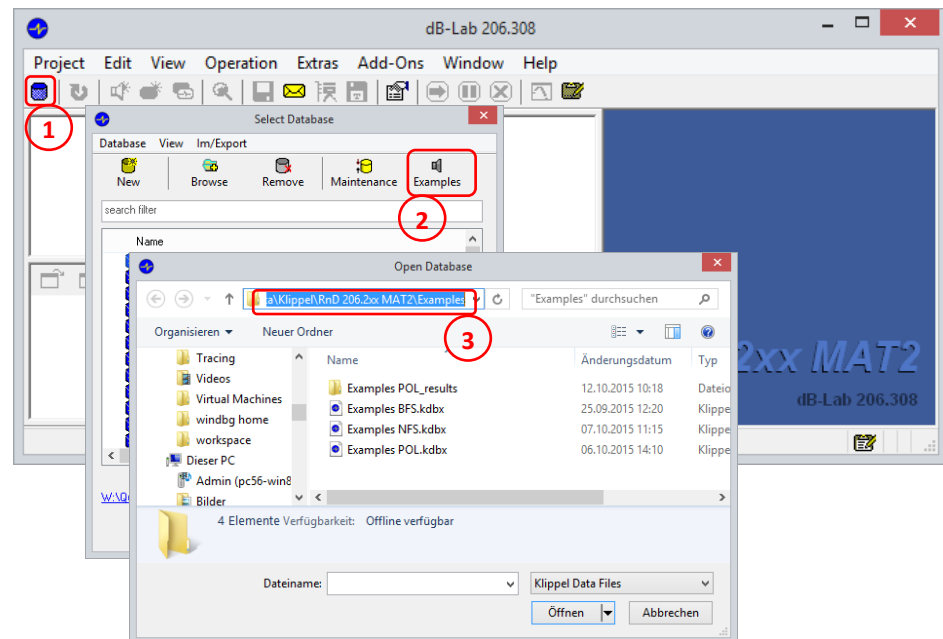 dB-Lab 206.308
Project Edit View Operation Extras Add-Ons Window Help
1
Select Database
Database View Im/Export
New Browse Remove Maintenance Examples
2
search filter
Name
Open Database
a\Klippel\RnD 206.2xx MAT2\Examples "Examples" durchsuchen
3
Organisieren Neuer Ordner
Name Änderungsdatum Typ
Tracing
Videos
Virtual Machines
windbg home
workspace
Dieser PC
Admin (pc56-win8
Bilder
Examples POL_results 12.10.2015 10:18 Dateio
Examples BFS.kdbx 25.09.2015 12:20 Klippe
Examples NFS.kdbx 07.10.2015 11:15 Klippe
Examples POL.kdbx 06.10.2015 14:10 Klippe
2xx MAT2
dB-Lab 206.308
4 Elemente Verfügbarkeit: Offline verfügbar
Dateiname: Klippel Data Files
Öffnen Abbrechen